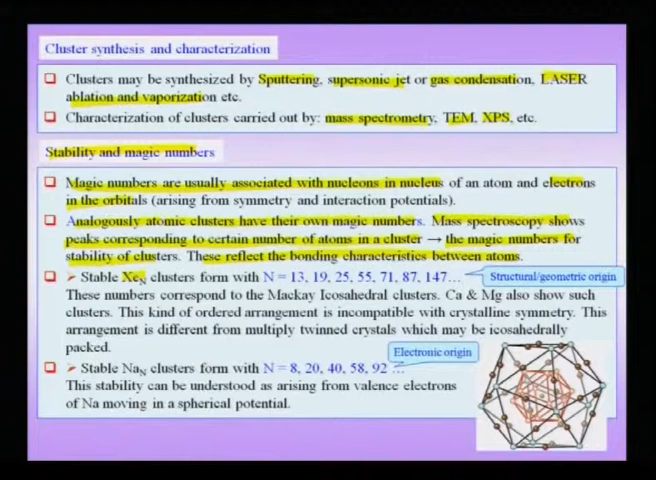 Cluster synthesis and characterization
Clusters may be synthesized by Sputtering, supersonic jet or gas condensation, LASER
ablation and vaporization etc.
Characterization of clusters carried out by: mass spectrometry, TEM, XPS, etc.
Stability and magic numbers
Magic numbers are usually associated with nucleons in nucleus of an atom and electrons
in the orbitals (arising from symmetry and interaction potentials).
Analogously atomic clusters have their own magic numbers. Mass spectroscopy shows
peaks corresponding to certain number of atoms in a cluster → the magic numbers for
stability of clusters. These reflect the bonding characteristics between atoms.
➤ Stable XeN clusters form with N = 13, 19, 25, 55, 71, 87, 147...
Structural/geometric origin
These numbers correspond to the Mackay Icosahedral clusters. Ca & Mg also show such
clusters. This kind of ordered arrangement is incompatible with crystalline symmetry. This
arrangement is different from multiply twinned crystals which may be icosahedrally
packed.
Electronic origin
➤ Stable NaN clusters form with N = 8, 20, 40, 58, 92 ...
This stability can be understood as arising from valence electrons
of Na moving in a spherical potential.